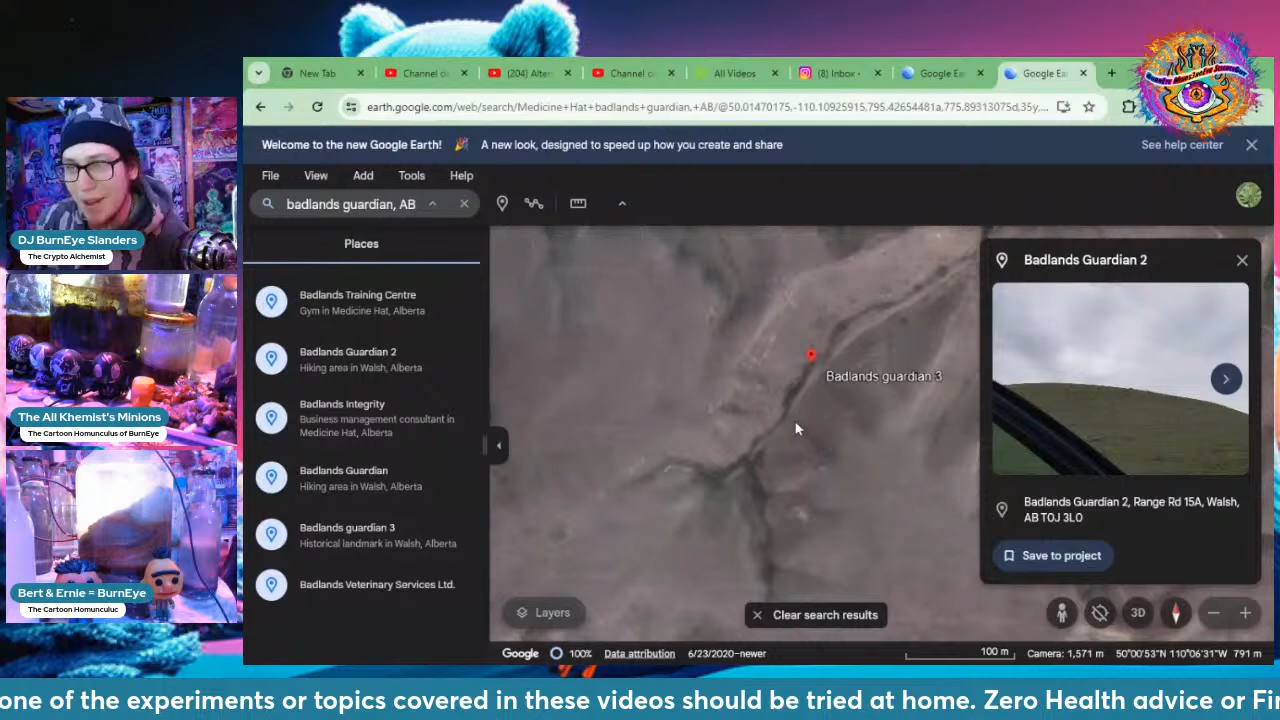 New Tab
Channel c
(204) Alter
Channel c
All Videos
(8) Inbox •
Google Ea
Google Ea
earth.google.com/web/search/Medicine+Hat+badlands+guardian,+AB/@50.01470175,-110.10925915,795.42654481a,775.89313075d,35y,...
Welcome to the new Google Earth!
A new look, designed to speed up how you create and share
See help center
File View Add Tools Help
badlands guardian, AB
Places
Badlands Training Centre
Gym in Medicine Hat, Alberta
Badlands Guardian 2
Hiking area in Walsh, Alberta
Badlands Integrity
Business management consultant in
Medicine Hat, Alberta
Badlands Guardian
Hiking area in Walsh, Alberta
Badlands guardian 3
Historical landmark in Walsh, Alberta
Badlands Veterinary Services Ltd.
Badlands guardian 3
Layers
Clear search results
Badlands Guardian 2
Badlands Guardian 2, Range Rd 15A, Walsh,
AB T0J 3L0
Save to project
3D
Google
100%
Data attribution
6/23/2020-newer
100 m
Camera: 1,571 m
50°00'53"N 110°06'31"W
791 m
DJ BurnEye Slanders
The Crypto Alchemist
The All Khemist's Minions
The Cartoon Homunculus of BurnEye
Bert & Ernie = BurnEye
The Cartoon Homunculuc
one of the experiments or topics covered in these videos should be tried at home. Zero Health advice or Fi